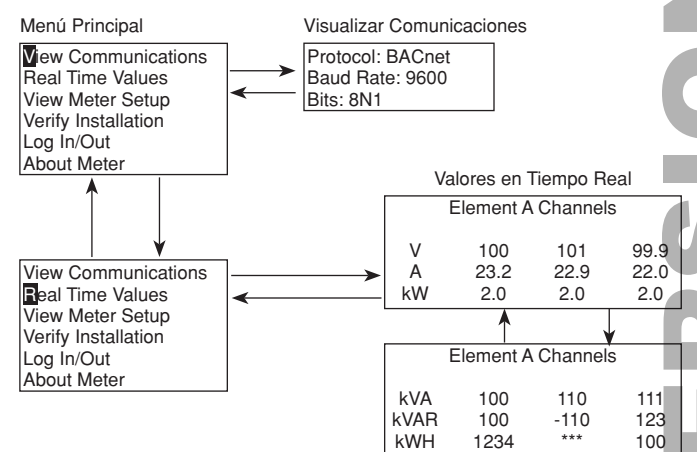 Menú Principal
View Communications
Real Time Values
View Meter Setup
Verify Installation
Log In/Out
About Meter
Visualizar Comunicaciones
Protocol: BACnet
Baud Rate: 9600
Bits: 8N1
View Communications
Real Time Values
View Meter Setup
Verify Installation
Log In/Out
About Meter
Valores en Tiempo Real
Element A Channels
V 100 101 99.9
A 23.2 22.9 22.0
kW 2.0 2.0 2.0
Element A Channels
kVA 100 110 111
kVAR 100 -110 123
kWH 1234 *** 100
ERSION